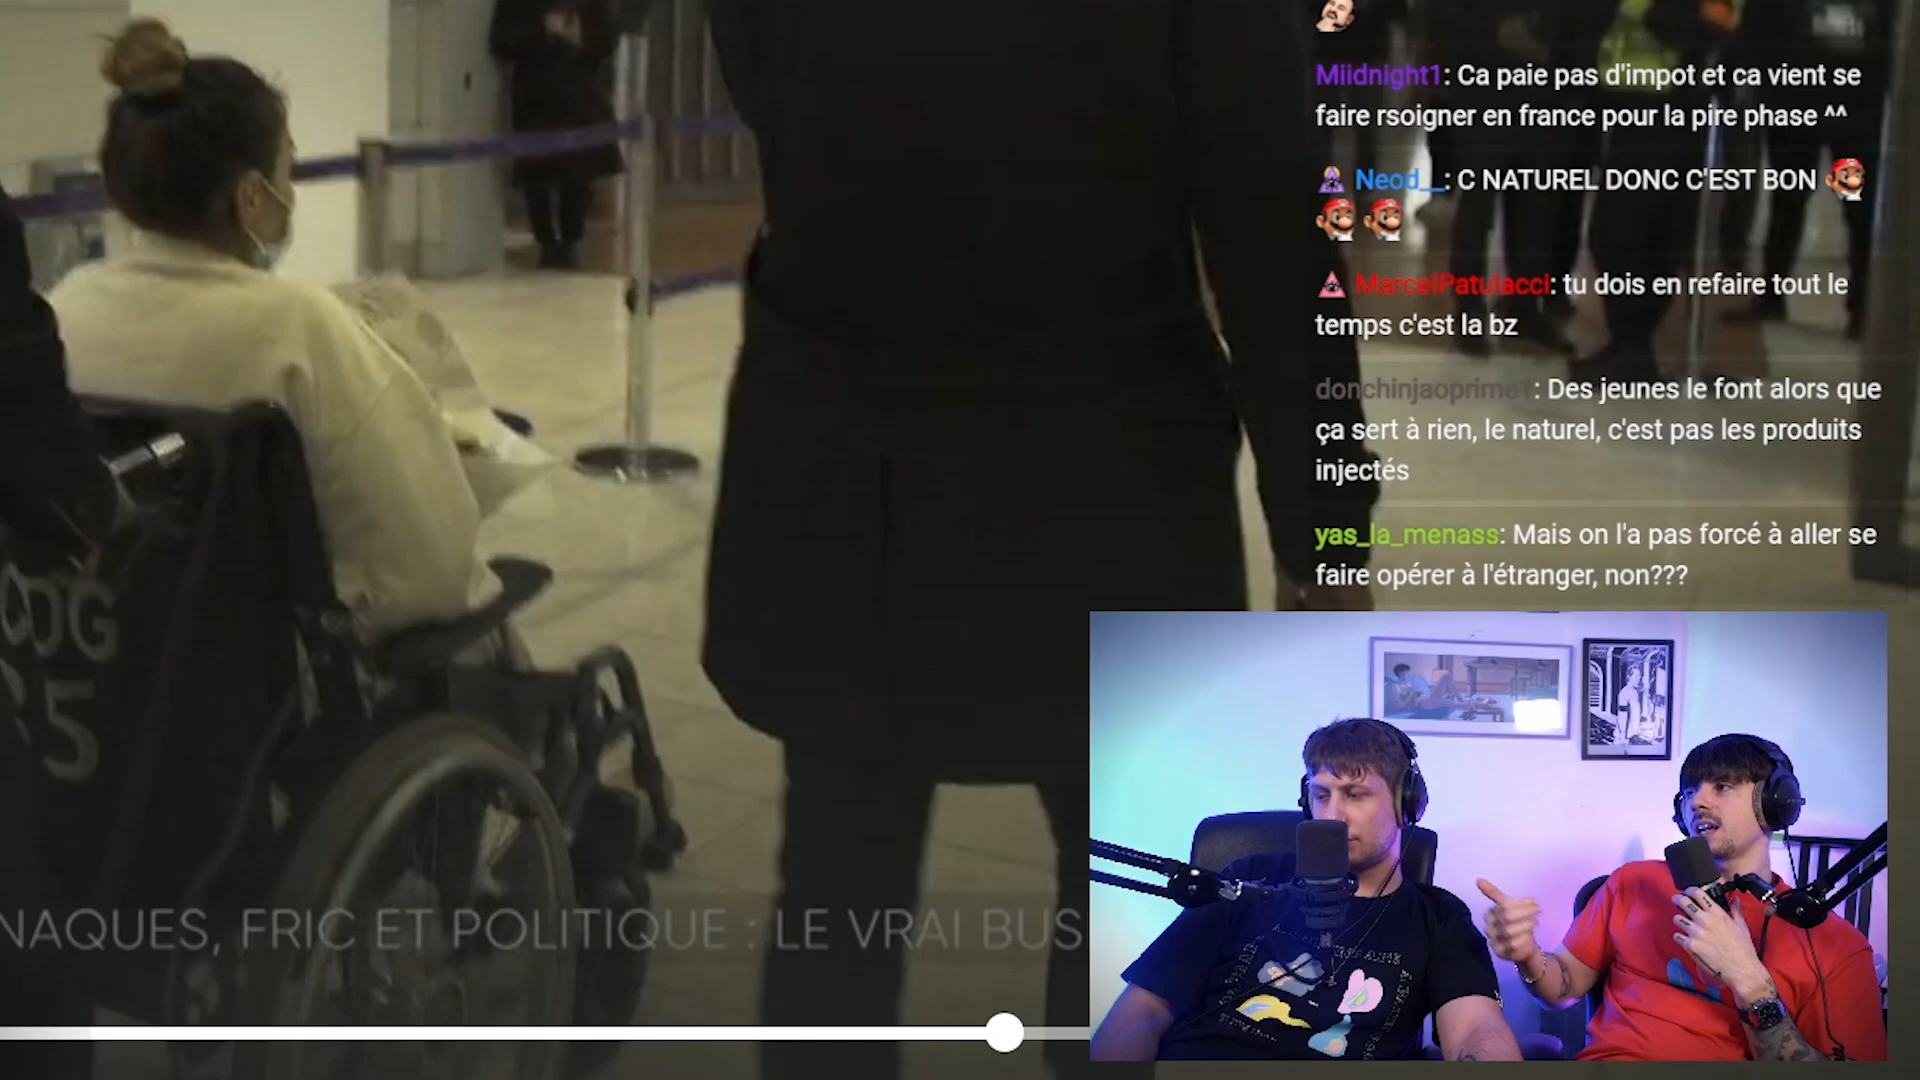 Miidnight1: Ca paie pas d'impot et ca vient se
faire rsoigner en france pour la pire phase ^^
Neod__: C NATUREL DONC C'EST BON
MarcelPatulacci: tu dois en refaire tout le
temps c'est la bz
donchinjaoprime1: Des jeunes le font alors que
ça sert à rien, le naturel, c'est pas les produits
injectés
yas_la_menass: Mais on l'a pas forcé à aller se
faire opérer à l'étranger, non???
CDG
5
NAQUES, FRIC ET POLITIQUE : LE VRAI BUS